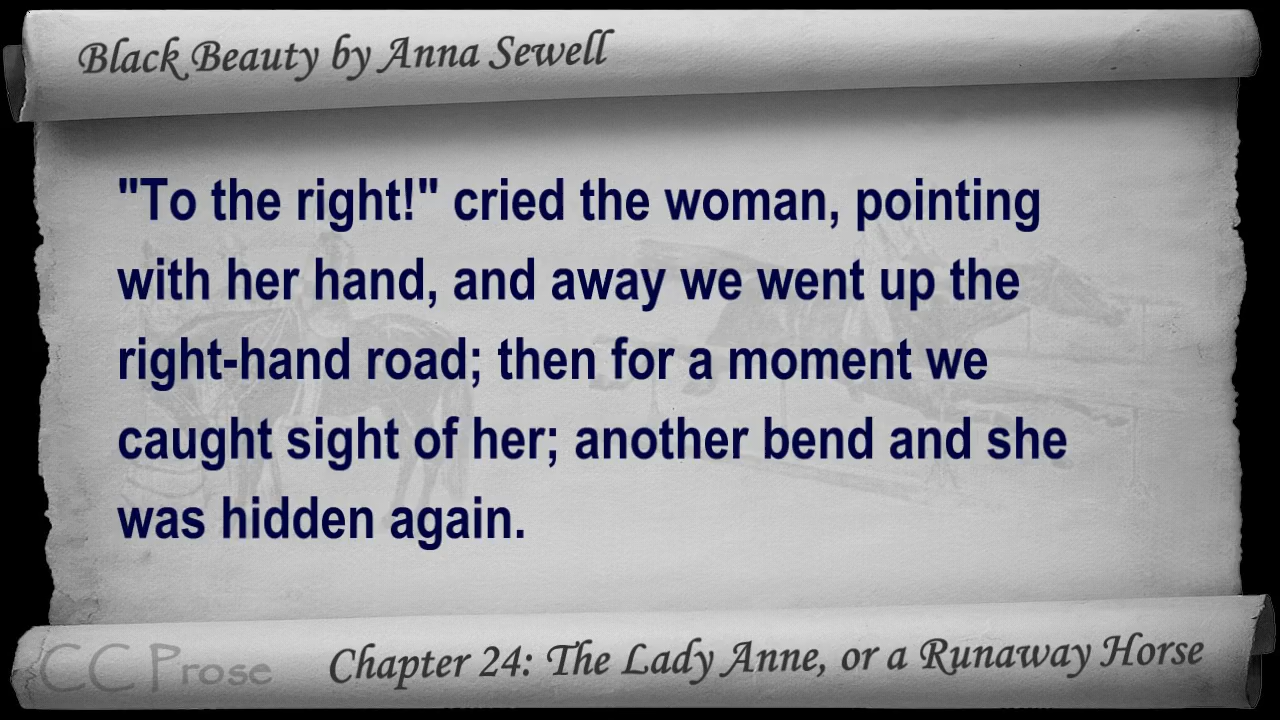 Black Beauty by Anna Sewell
"To the right!" cried the woman, pointing
with her hand, and away we went up the
right-hand road; then for a moment we
caught sight of her; another bend and she
was hidden again.
CC Prose
Chapter 24: The Lady Anne, or a Runaway Horse